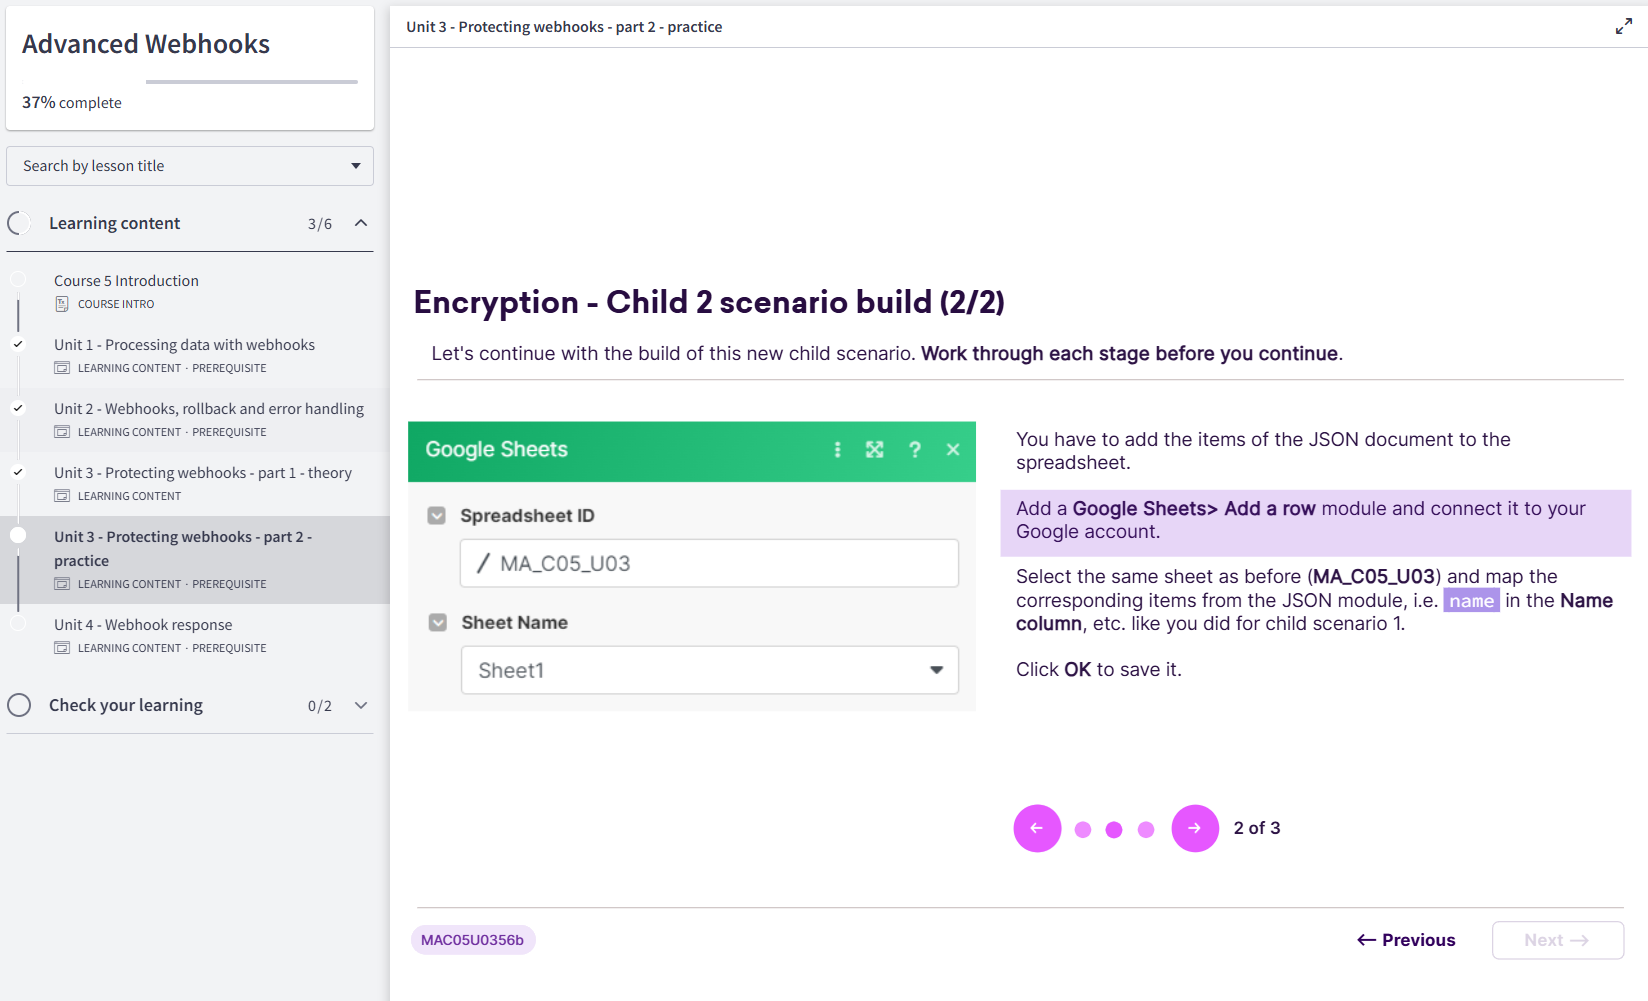 Advanced Webhooks
37% complete
Search by lesson title
Learning content 3/6
Course 5 Introduction
COURSE INTRO
Unit 1 - Processing data with webhooks
LEARNING CONTENT · PREREQUISITE
Unit 2 - Webhooks, rollback and error handling
LEARNING CONTENT · PREREQUISITE
Unit 3 - Protecting webhooks - part 1 - theory
LEARNING CONTENT
Unit 3 - Protecting webhooks - part 2 -
practice
LEARNING CONTENT · PREREQUISITE
Unit 4 - Webhook response
LEARNING CONTENT · PREREQUISITE
Check your learning 0/2
Unit 3 - Protecting webhooks - part 2 - practice
Encryption - Child 2 scenario build (2/2)
Let's continue with the build of this new child scenario. Work through each stage before you continue.
Google Sheets
Spreadsheet ID
/ MA_C05_U03
Sheet Name
Sheet1
You have to add the items of the JSON document to the
spreadsheet.
Add a Google Sheets> Add a row module and connect it to your
Google account.
Select the same sheet as before (MA_C05_U03) and map the
corresponding items from the JSON module, i.e. name in the Name
column, etc. like you did for child scenario 1.
Click OK to save it.
← → 2 of 3
MAC05U0356b
← Previous
Next →